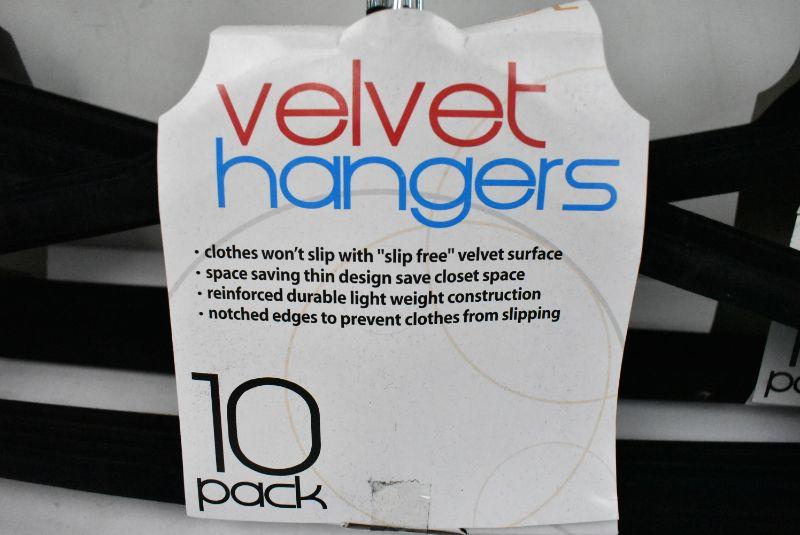 velvet
hangers
· clothes won't slip with "slip free" velvet surface
· space saving thin design save closet space
· reinforced durable light weight construction
· notched edges to prevent clothes from slipping
10
pack